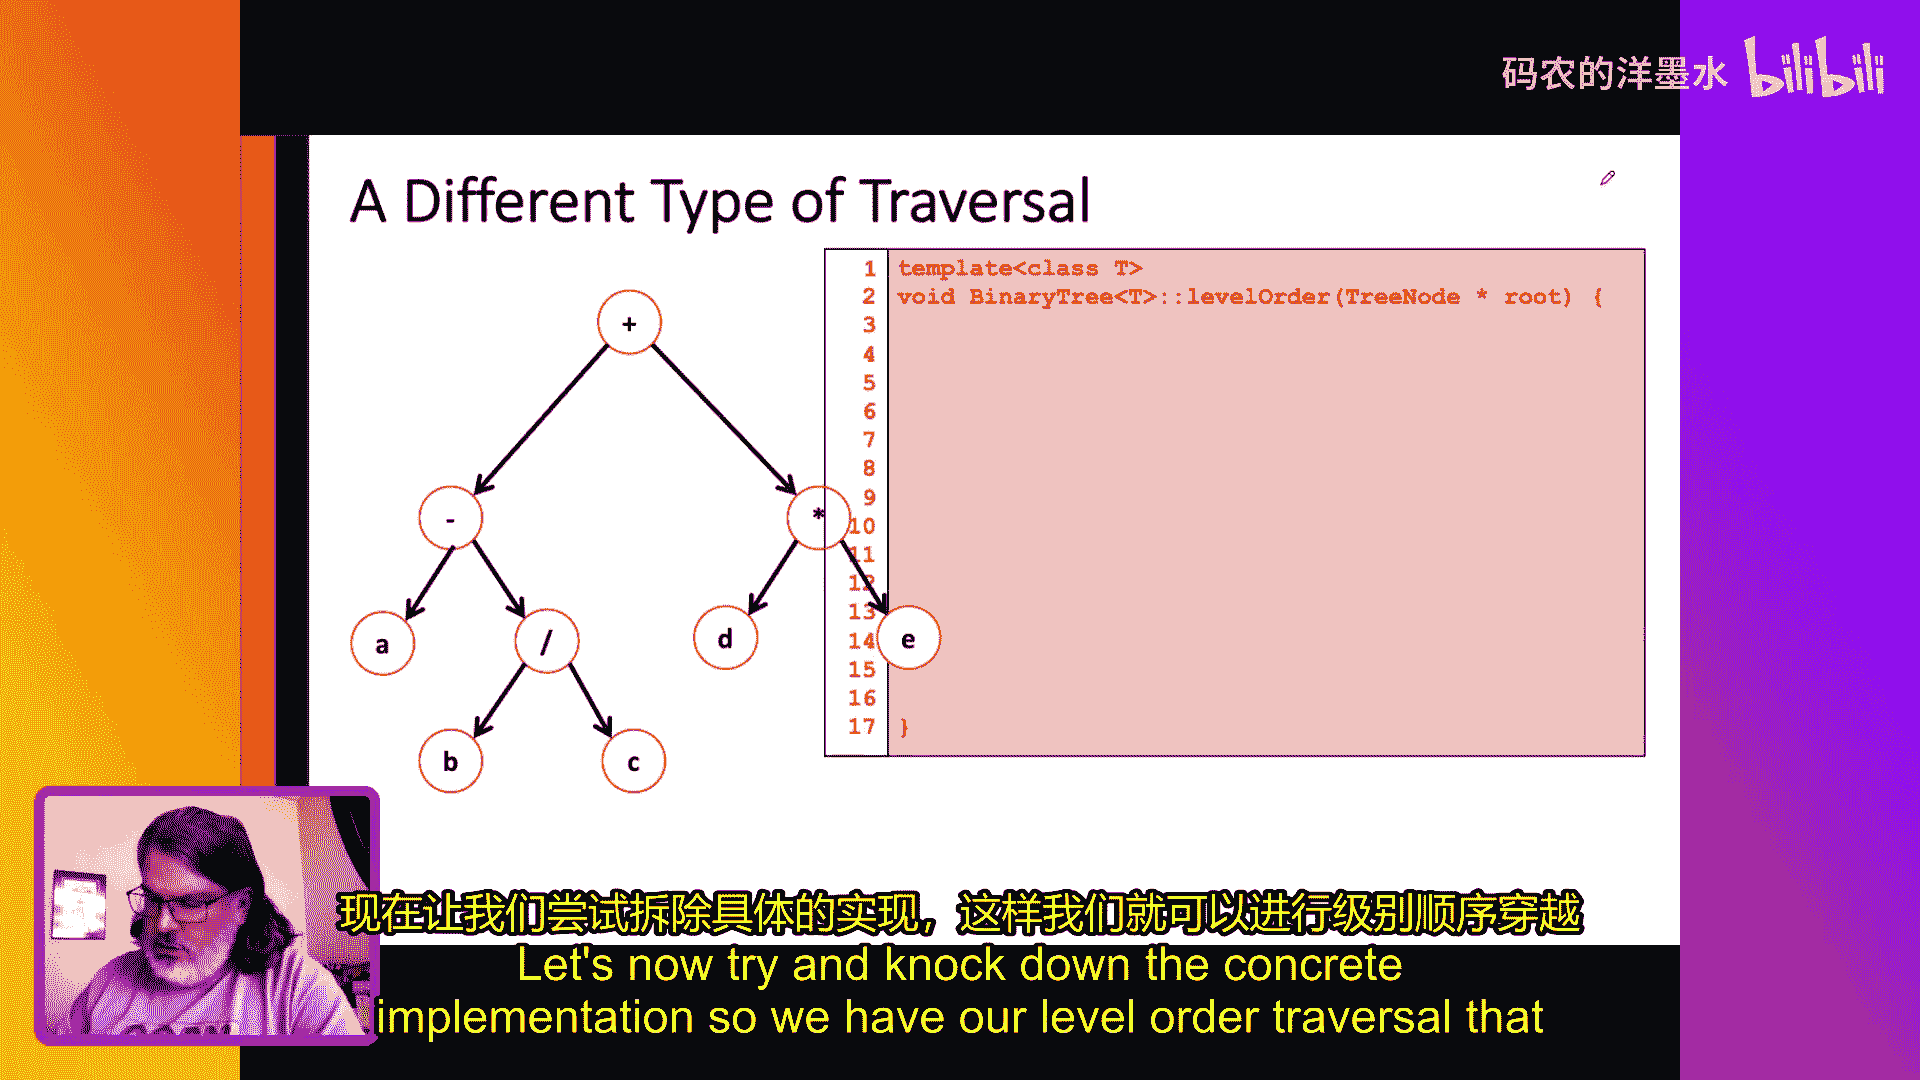 码农的洋墨水 bilibili
A Different Type of Traversal
1 template<class T>
2 void BinaryTree<T>::levelOrder(TreeNode * root) {
3
4
5
6
7
8
9
10
11
12
13
14
15
16
17 }
+
- *
a / d e
b c
现在让我们尝试拆除具体的实现，这样我们就可以进行级别顺序穿越
Let's now try and knock down the concrete
implementation so we have our level order traversal that